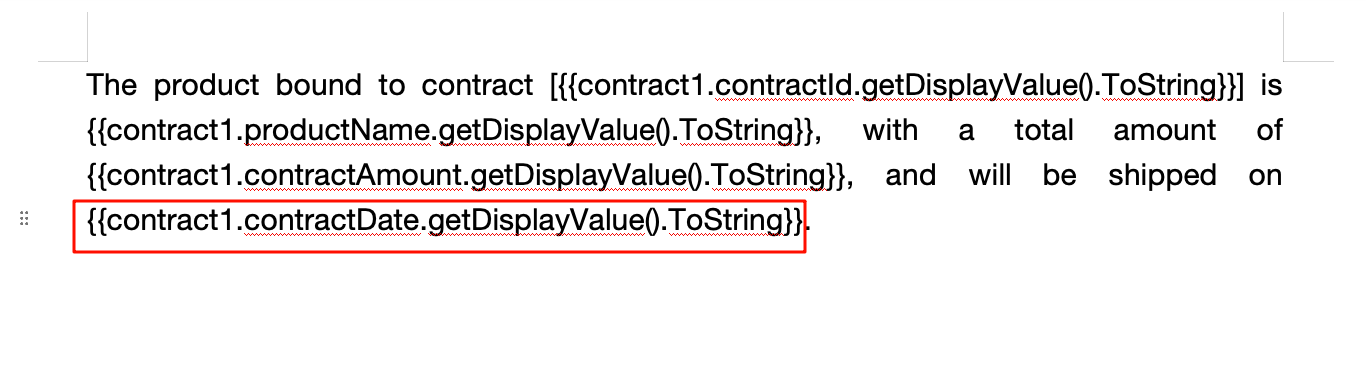 The product bound to contract [{{contract1.contractId.getDisplayValue().ToString}}] is
{{contract1.productName.getDisplayValue().ToString}}, with a total amount of
{{contract1.contractAmount.getDisplayValue().ToString}}, and will be shipped on
{{contract1.contractDate.getDisplayValue().ToString}}.